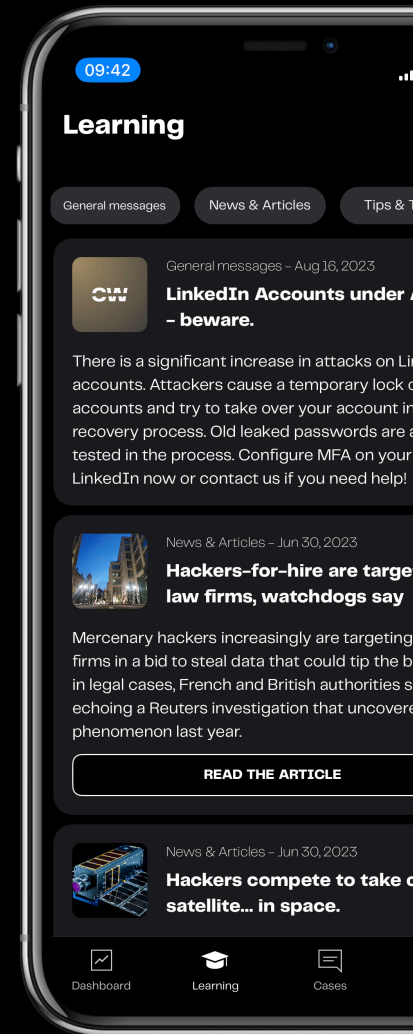 09:42
Learning
General messages
News & Articles
Tips & T
CW
General messages – Aug 16, 2023
LinkedIn Accounts under
– beware.
There is a significant increase in attacks on Lin
accounts. Attackers cause a temporary lock
accounts and try to take over your account in
recovery process. Old leaked passwords are a
tested in the process. Configure MFA on your
LinkedIn now or contact us if you need help!
News & Articles – Jun 30, 2023
Hackers-for-hire are targe
law firms, watchdogs say
Mercenary hackers increasingly are targeting
firms in a bid to steal data that could tip the b
in legal cases, French and British authorities s
echoing a Reuters investigation that uncovere
phenomenon last year.
READ THE ARTICLE
News & Articles – Jun 30, 2023
Hackers compete to take
satellite... in space.
Dashboard
Learning
Cases